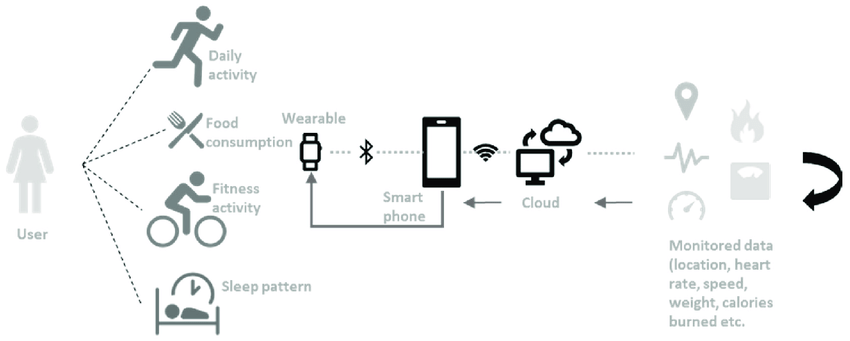 Daily
activity
Food
consumption
Wearable
Fitness
activity
Smart
phone
Cloud
User
Sleep pattern
Monitored data
(location, heart
rate, speed,
weight, calories
burned etc.